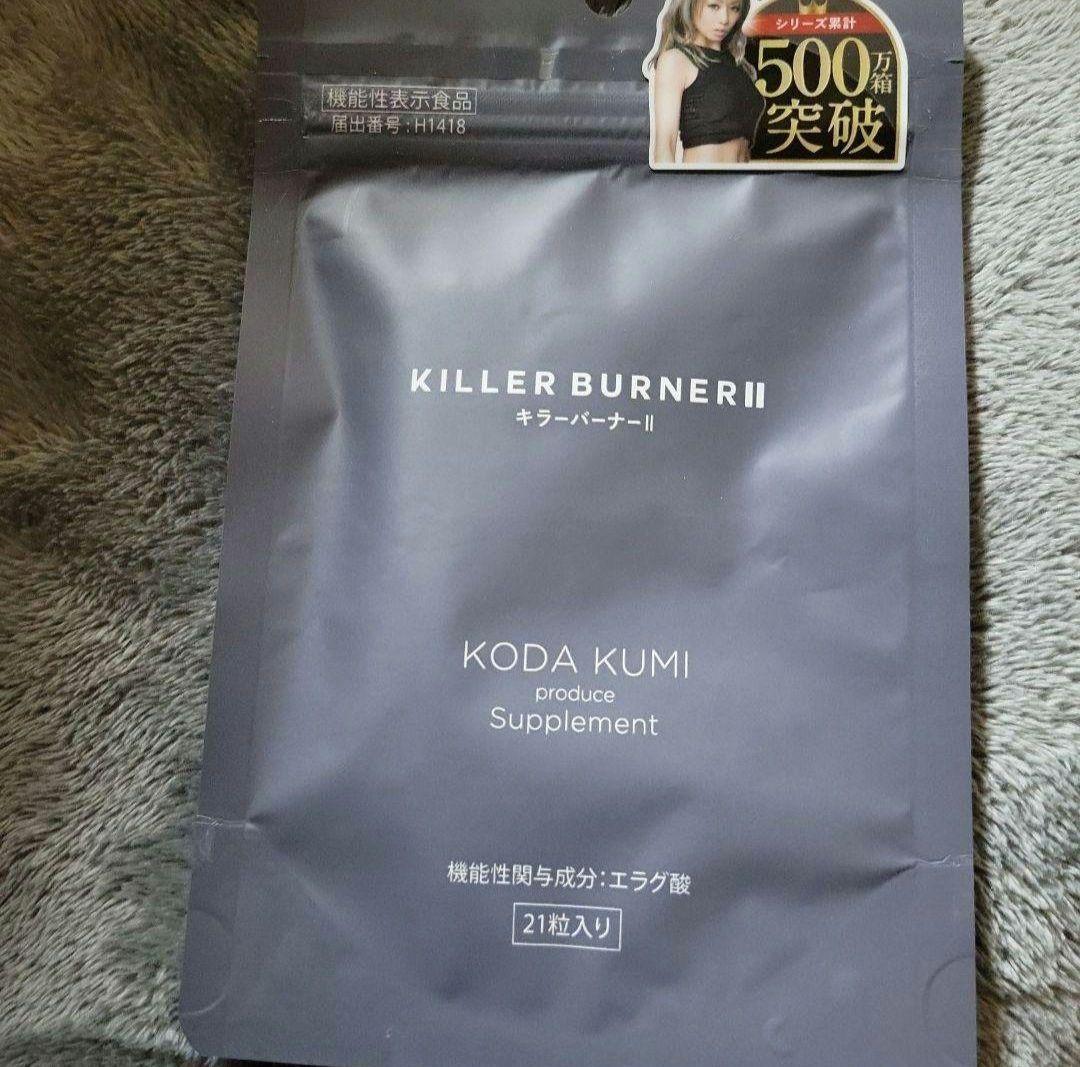 シリーズ累計
500万箱
突破
機能性表示食品
届出番号:H1418
KILLER BURNERⅡ
キラーバーナーⅡ
KODA KUMI
produce
Supplement
機能性関与成分:エラグ酸
21粒入り